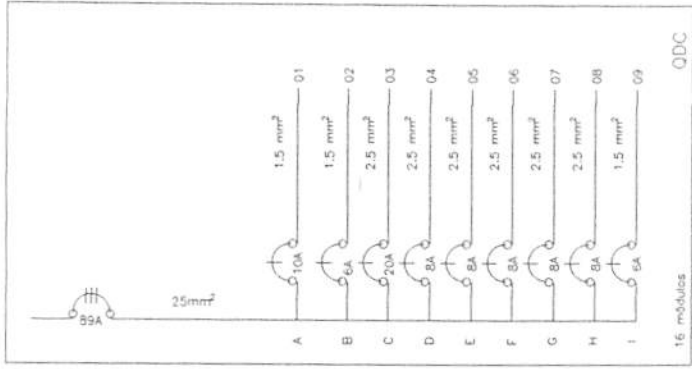 89A
25mm²
A 10A 1.5 mm² 01
B 6A 1.5 mm² 02
C 20A 2.5 mm² 03
D 8A 2.5 mm² 04
E 8A 2.5 mm² 05
F 8A 2.5 mm² 06
G 8A 2.5 mm² 07
H 8A 2.5 mm² 08
I 6A 1.5 mm² 09
16 módulos
QDC